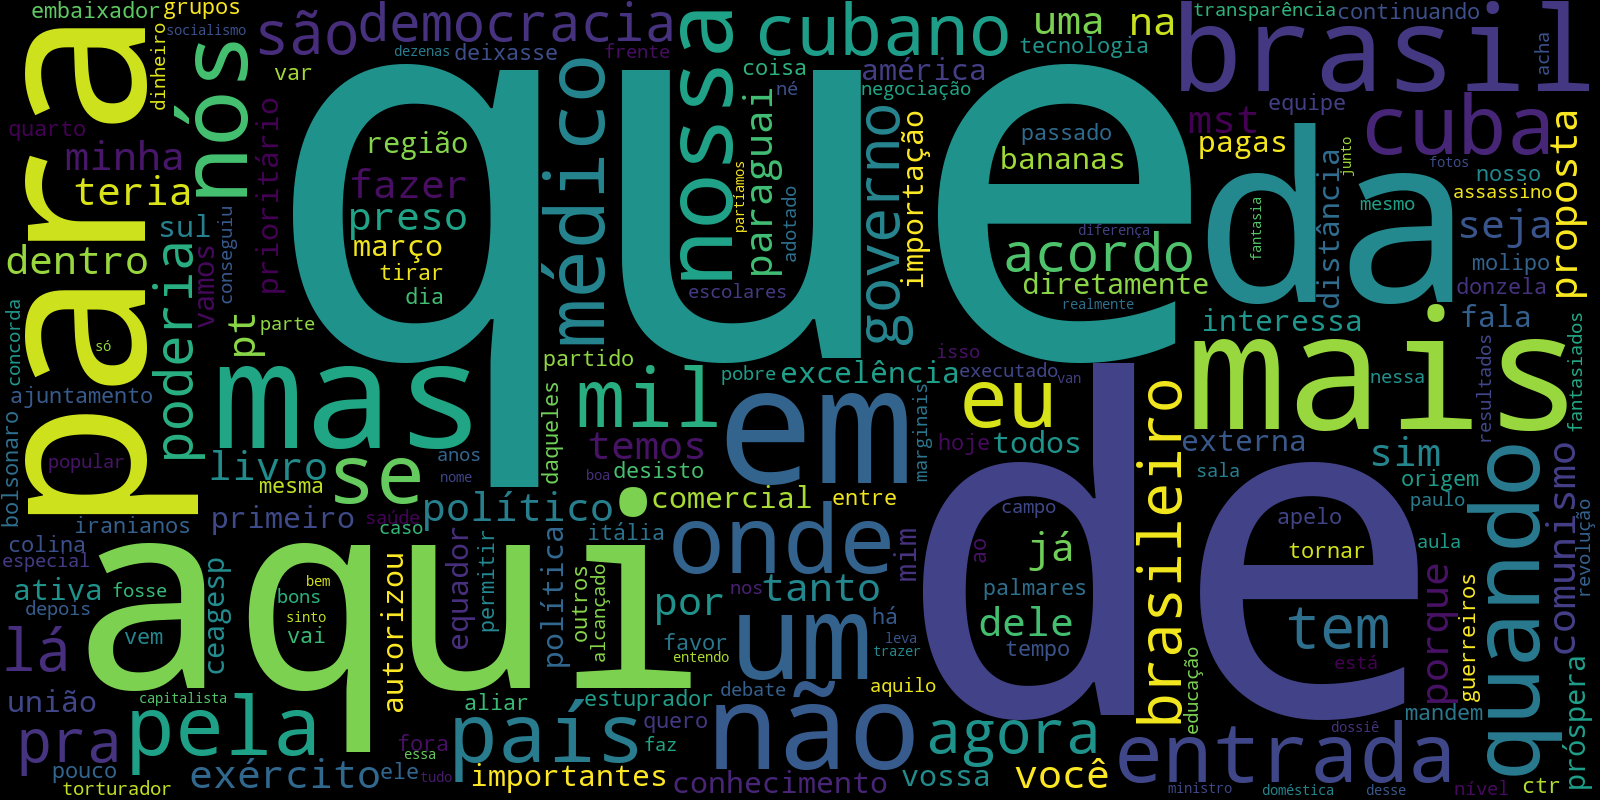 embaixador grupos
socialismo
para
dinheiro
nós
são democracia
dezenas deixasse frente
var
nossa
cubano
uma na
tecnologia
transparência continuando
brasil
acha
coisa américa
né negociação
equipe
quarto
minha
teria
prioritário
que
região
fazer
preso
março
tirar
dia
médico
paraguai
partíamos
adotado
governo
importação
passado
bananas
mst
pagas
cuba
junto
fotos
nosso
assassino
proposta
da
distância
fantasia
mesmo
seja
sul
conseguiu
vamos
dentro
poderia
diferença
acordo
diretamente
realmente
escolares
molipo
donzela
pt
parte
só
concorda
interessa
fala
fantasiados
resultados
partido
isso
pobre excelência executado van
mas
mil
em
eu
mais
nessa
ajuntamento
bolsonaro
popular
daqueles
temos
marginais
hoje todos
brasileiro
externa
sim
livro
mesma
se
anos
nome
boa desisto
de
sala
origem
paulo
quando
comunismo
revolução
iranianos
primeiro
saúde
caso
político
comercial entre
campo
apelo
tornar
aula
colina
especial
itália
onde
mim
já
ao
palmares
dele
tempo
tem
está
porque
guerreiros
ativa
depois
fosse
vem
ceagesp
aqui
bem
bons
sinto
vai
autorizou
equador
permitir
política
outros
alcançado
por
nos
tanto
há
favor
entendo
um
leva
trazer
educação
lá
união
capitalista
aliar
estuprador
debate
aquilo
dossiê
mandem
próspera
pra
pela
fora
essa
país
quero
faz
não
agora
entrada
pouco
torturador
exército ele
tudo
importantes
conhecimento
vossa
você
ministro
doméstica
desse
nível
ctr